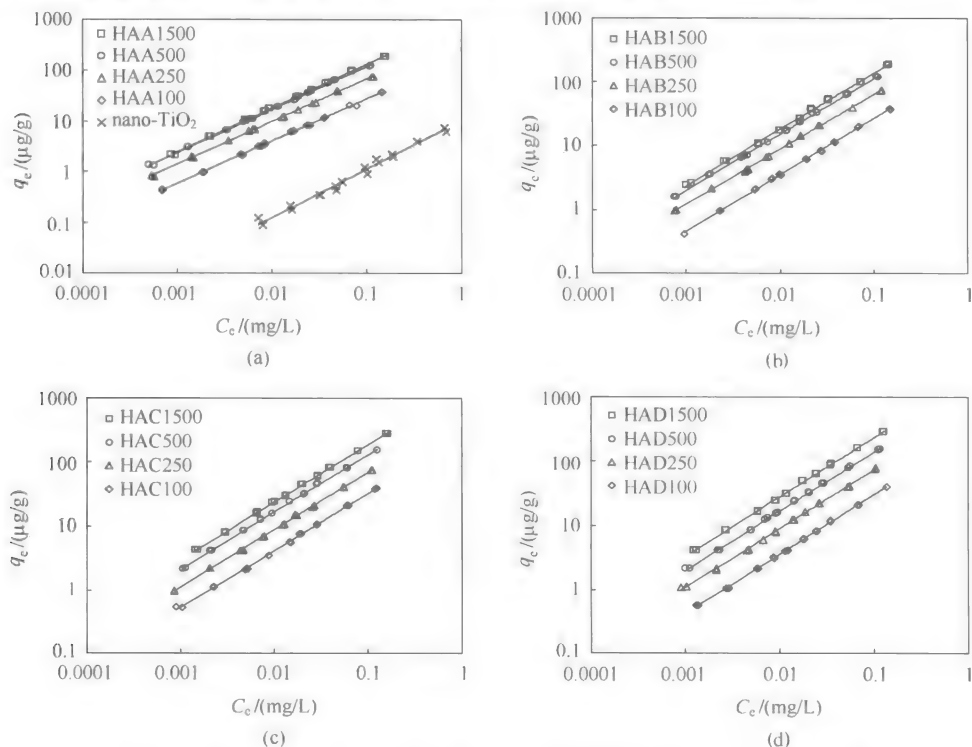 1000
100
10
1
0.1
0.01
qe/(μg/g)
HAA1500
HAA500
HAA250
HAA100
nano-TiO2
0.0001 0.001 0.01 0.1 1
Ce/(mg/L)
(a)
1000
100
10
1
0.1
qe/(μg/g)
HAB1500
HAB500
HAB250
HAB100
0.0001 0.001 0.01 0.1 1
Ce/(mg/L)
(b)
1000
100
10
1
0.1
qe/(μg/g)
HAC1500
HAC500
HAC250
HAC100
0.0001 0.001 0.01 0.1 1
Ce/(mg/L)
(c)
1000
100
10
1
0.1
qe/(μg/g)
HAD1500
HAD500
HAD250
HAD100
0.0001 0.001 0.01 0.1 1
Ce/(mg/L)
(d)